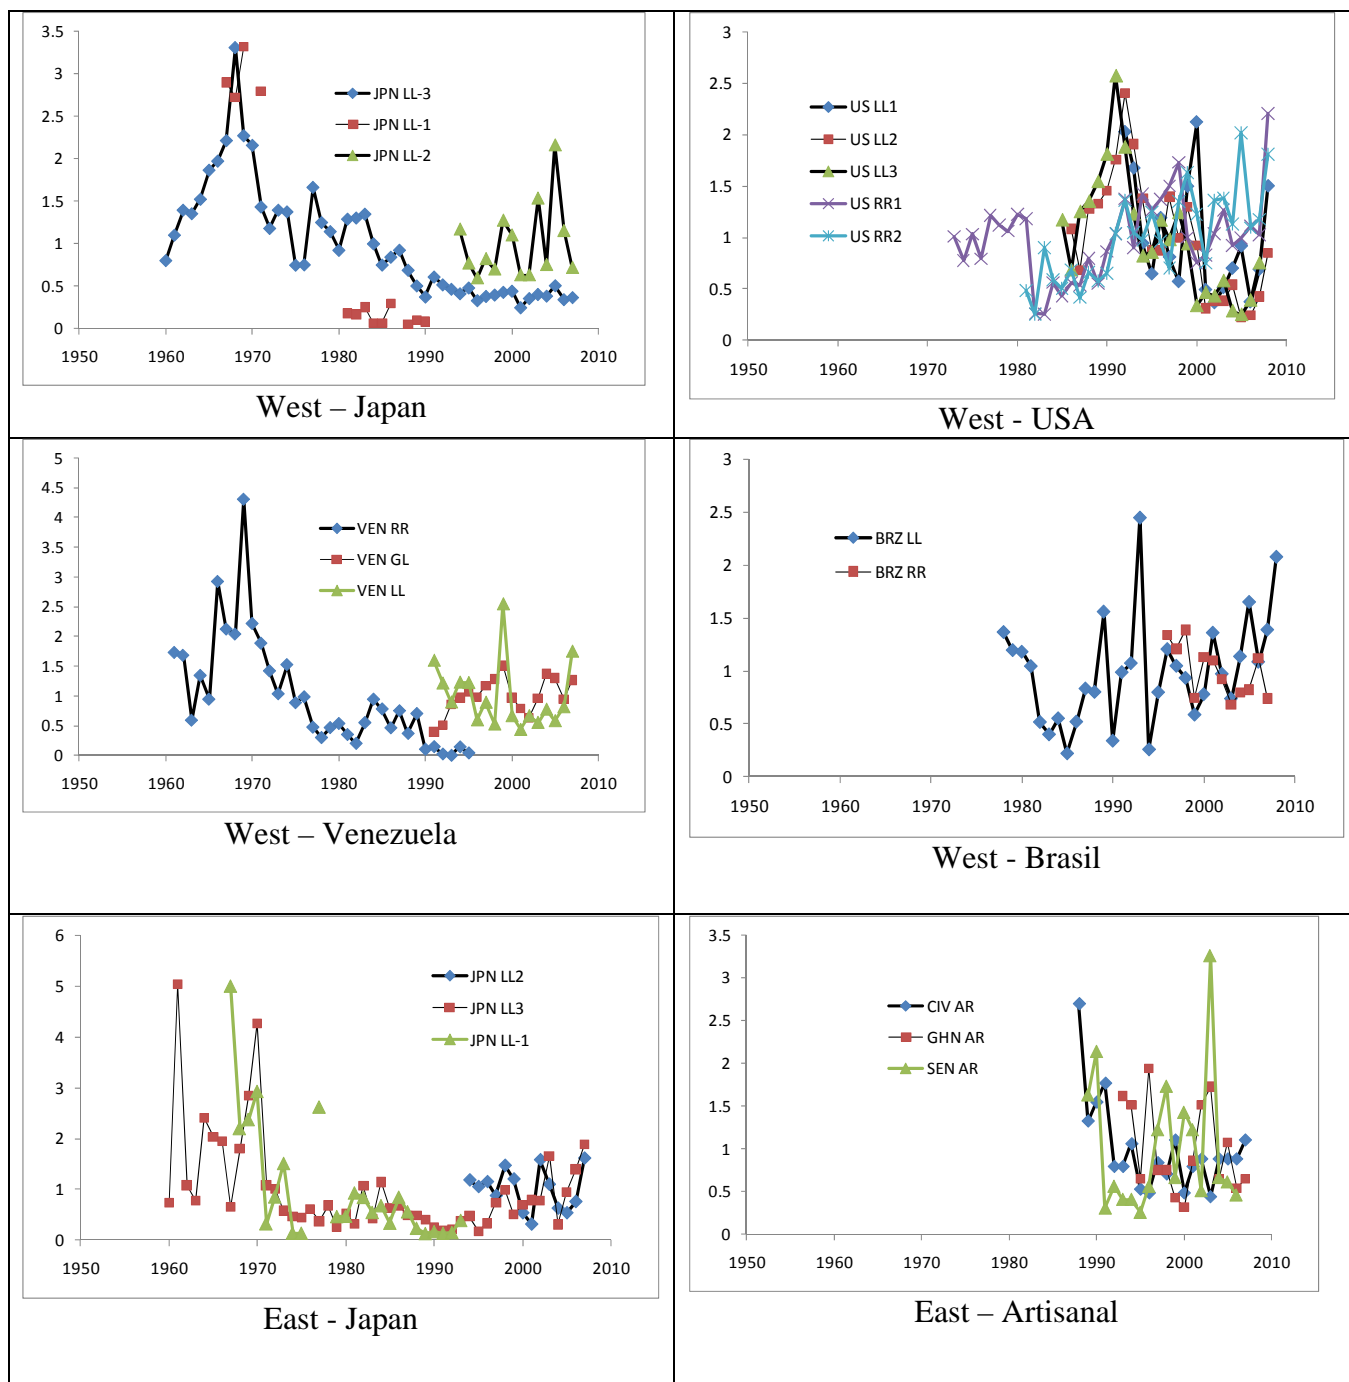 3.5
3
2.5
2
1.5
1
0.5
0
1950 1960 1970 1980 1990 2000 2010
JPN LL-3
JPN LL-1
JPN LL-2
West – Japan
3
2.5
2
1.5
1
0.5
0
1950 1960 1970 1980 1990 2000 2010
US LL1
US LL2
US LL3
US RR1
US RR2
West - USA
5
4.5
4
3.5
3
2.5
2
1.5
1
0.5
0
1950 1960 1970 1980 1990 2000 2010
VEN RR
VEN GL
VEN LL
West – Venezuela
3
2.5
2
1.5
1
0.5
0
1950 1960 1970 1980 1990 2000 2010
BRZ LL
BRZ RR
West - Brasil
6
5
4
3
2
1
0
1950 1960 1970 1980 1990 2000 2010
JPN LL2
JPN LL3
JPN LL-1
East - Japan
3.5
3
2.5
2
1.5
1
0.5
0
1950 1960 1970 1980 1990 2000 2010
CIV AR
GHN AR
SEN AR
East – Artisanal